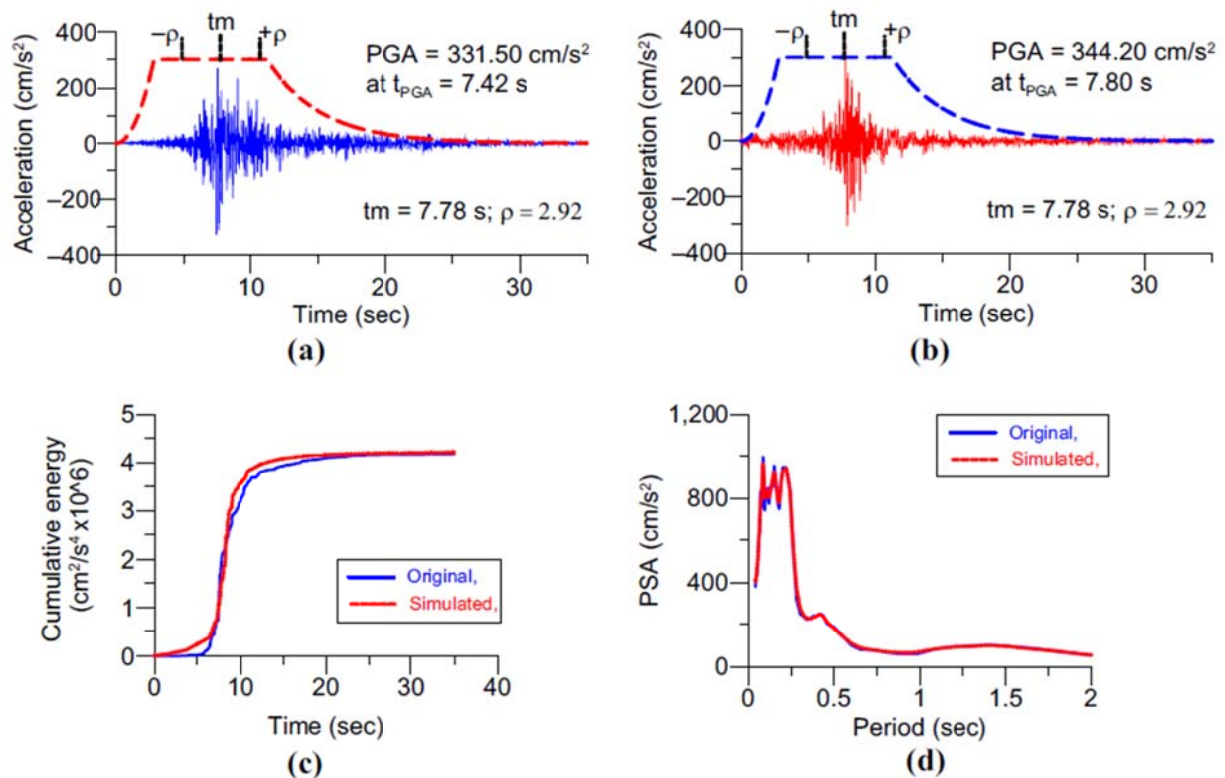 400
200
0
−200
−400
Acceleration (cm/s²)
−ρ
tm
+ρ
PGA = 331.50 cm/s²
at tPGA = 7.42 s
tm = 7.78 s; ρ = 2.92
0
10
20
30
Time (sec)
(a)
400
200
0
−200
−400
Acceleration (cm/s²)
−ρ
tm
+ρ
PGA = 344.20 cm/s²
at tPGA = 7.80 s
tm = 7.78 s; ρ = 2.92
0
10
20
30
Time (sec)
(b)
5
4
3
2
1
0
Cumulative energy
(cm²/s⁴ x10^6)
Original,
Simulated,
0
10
20
30
40
Time (sec)
(c)
1,200
800
400
0
PSA (cm/s²)
Original,
Simulated,
0
0.5
1
1.5
2
Period (sec)
(d)